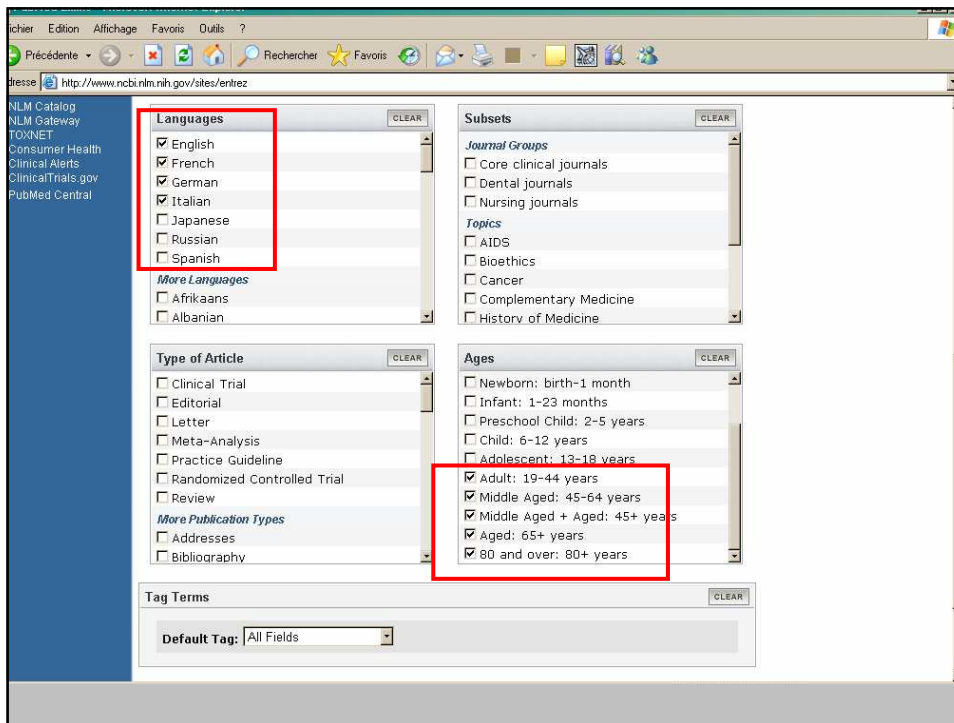 ichier Edition Affichage Favoris Outils ?
Précédente Rechercher Favoris
dresse http://www.ncbi.nlm.nih.gov/sites/entrez
NLM Catalog
NLM Gateway
TOXNET
Consumer Health
Clinical Alerts
ClinicalTrials.gov
PubMed Central
Languages CLEAR
English
French
German
Italian
Japanese
Russian
Spanish
More Languages
Afrikaans
Albanian
Subsets CLEAR
Journal Groups
Core clinical journals
Dental journals
Nursing journals
Topics
AIDS
Bioethics
Cancer
Complementary Medicine
History of Medicine
Type of Article CLEAR
Clinical Trial
Editorial
Letter
Meta-Analysis
Practice Guideline
Randomized Controlled Trial
Review
More Publication Types
Addresses
Bibliography
Ages CLEAR
Newborn: birth-1 month
Infant: 1-23 months
Preschool Child: 2-5 years
Child: 6-12 years
Adolescent: 13-18 years
Adult: 19-44 years
Middle Aged: 45-64 years
Middle Aged + Aged: 45+ years
Aged: 65+ years
80 and over: 80+ years
Tag Terms CLEAR
Default Tag: All Fields